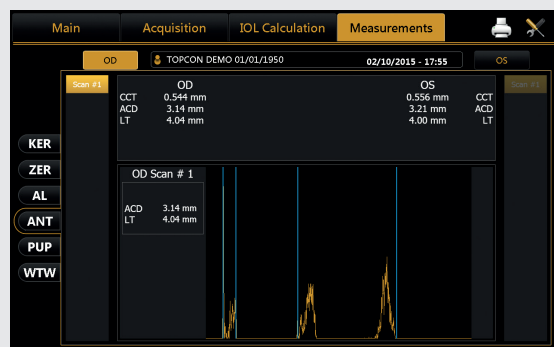 Main Acquisition IOL Calculation Measurements
OD TOPCON DEMO 01/01/1950 02/10/2015 - 17:55 OS
Scan #1 OD OS Scan #1
CCT 0.544 mm 0.556 mm CCT
ACD 3.14 mm 3.21 mm ACD
LT 4.04 mm 4.00 mm LT
KER
ZER
AL
ANT
PUP
WTW
OD Scan # 1
ACD 3.14 mm
LT 4.04 mm